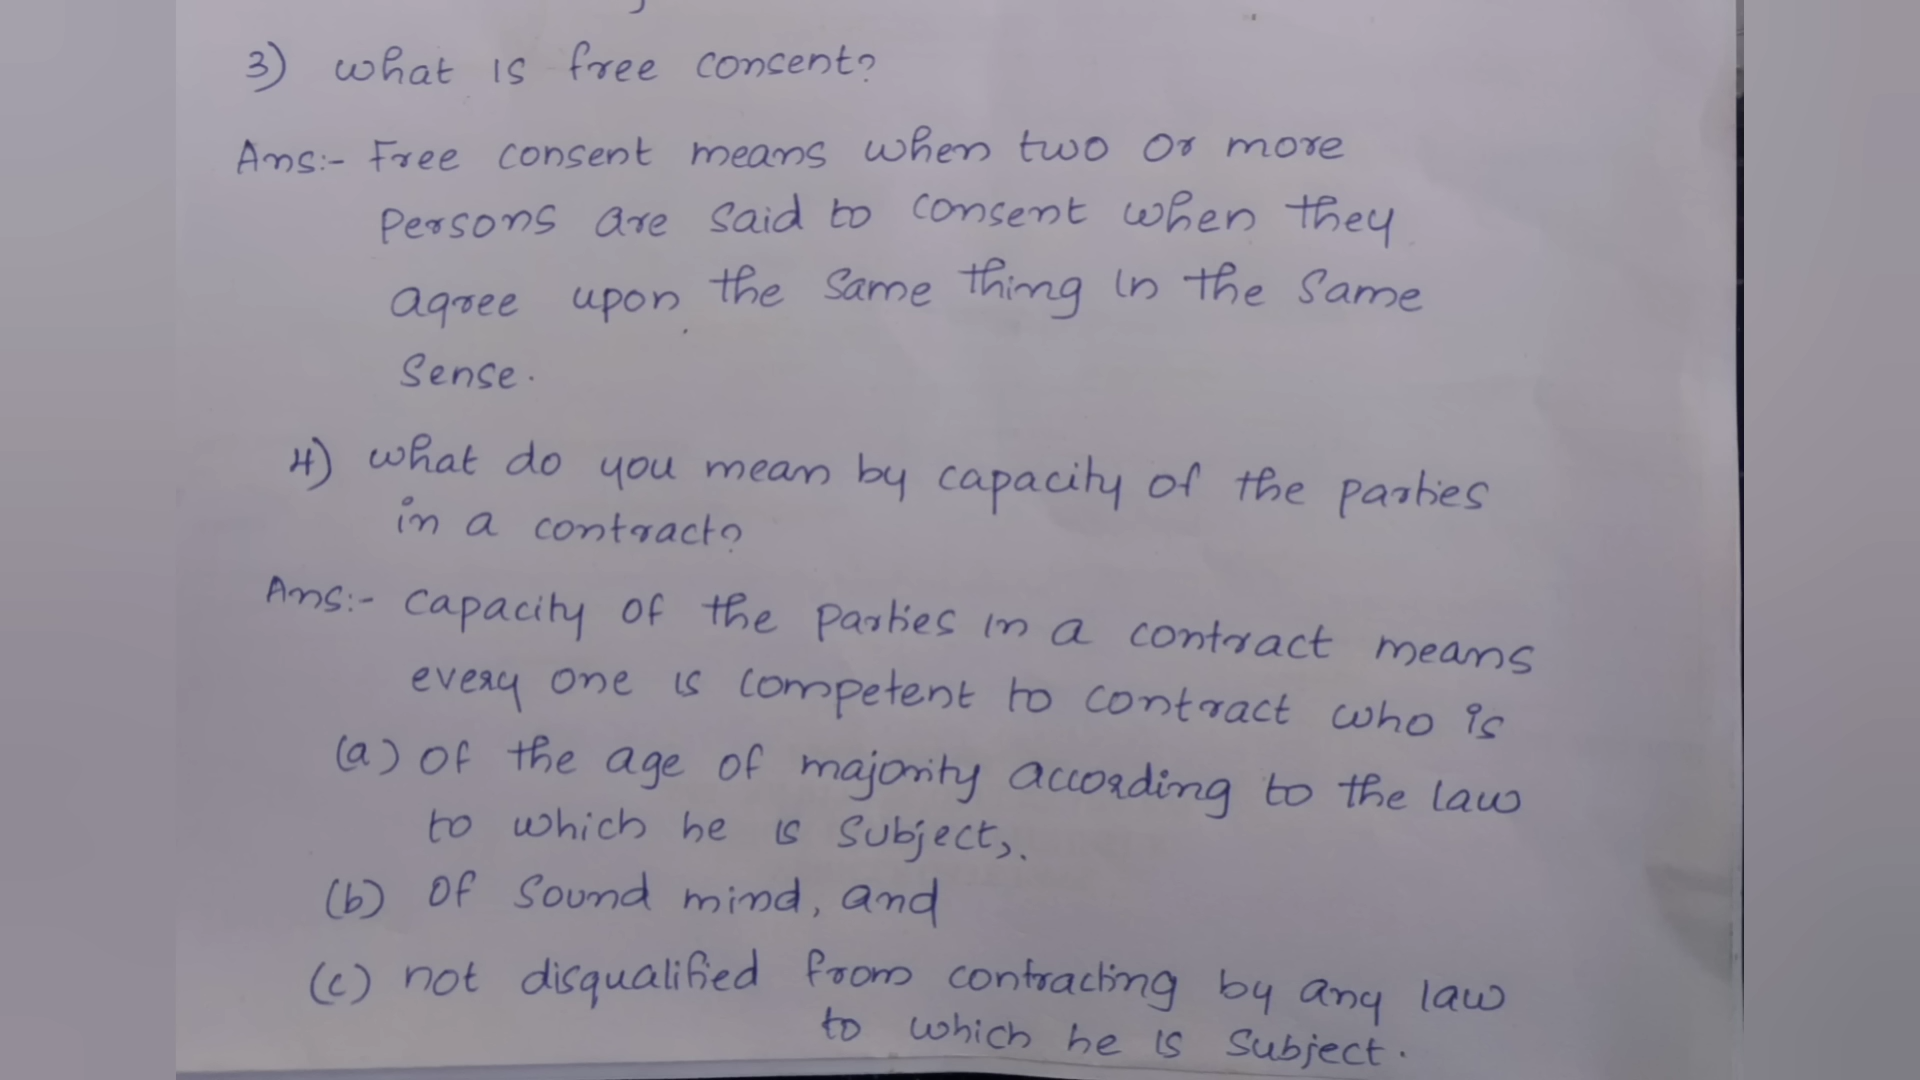 3) what is free consent?
Ans:- Free consent means when two or more
persons are said to consent when they
agree upon the same thing in the same
sense.
4) what do you mean by capacity of the parties
in a contract?
Ans:- capacity of the parties in a contract means
every one is competent to contract who is
(a) of the age of majority according to the law
to which he is subject,.
(b) of sound mind, and
(c) not disqualified from contracting by any law
to which he is subject.